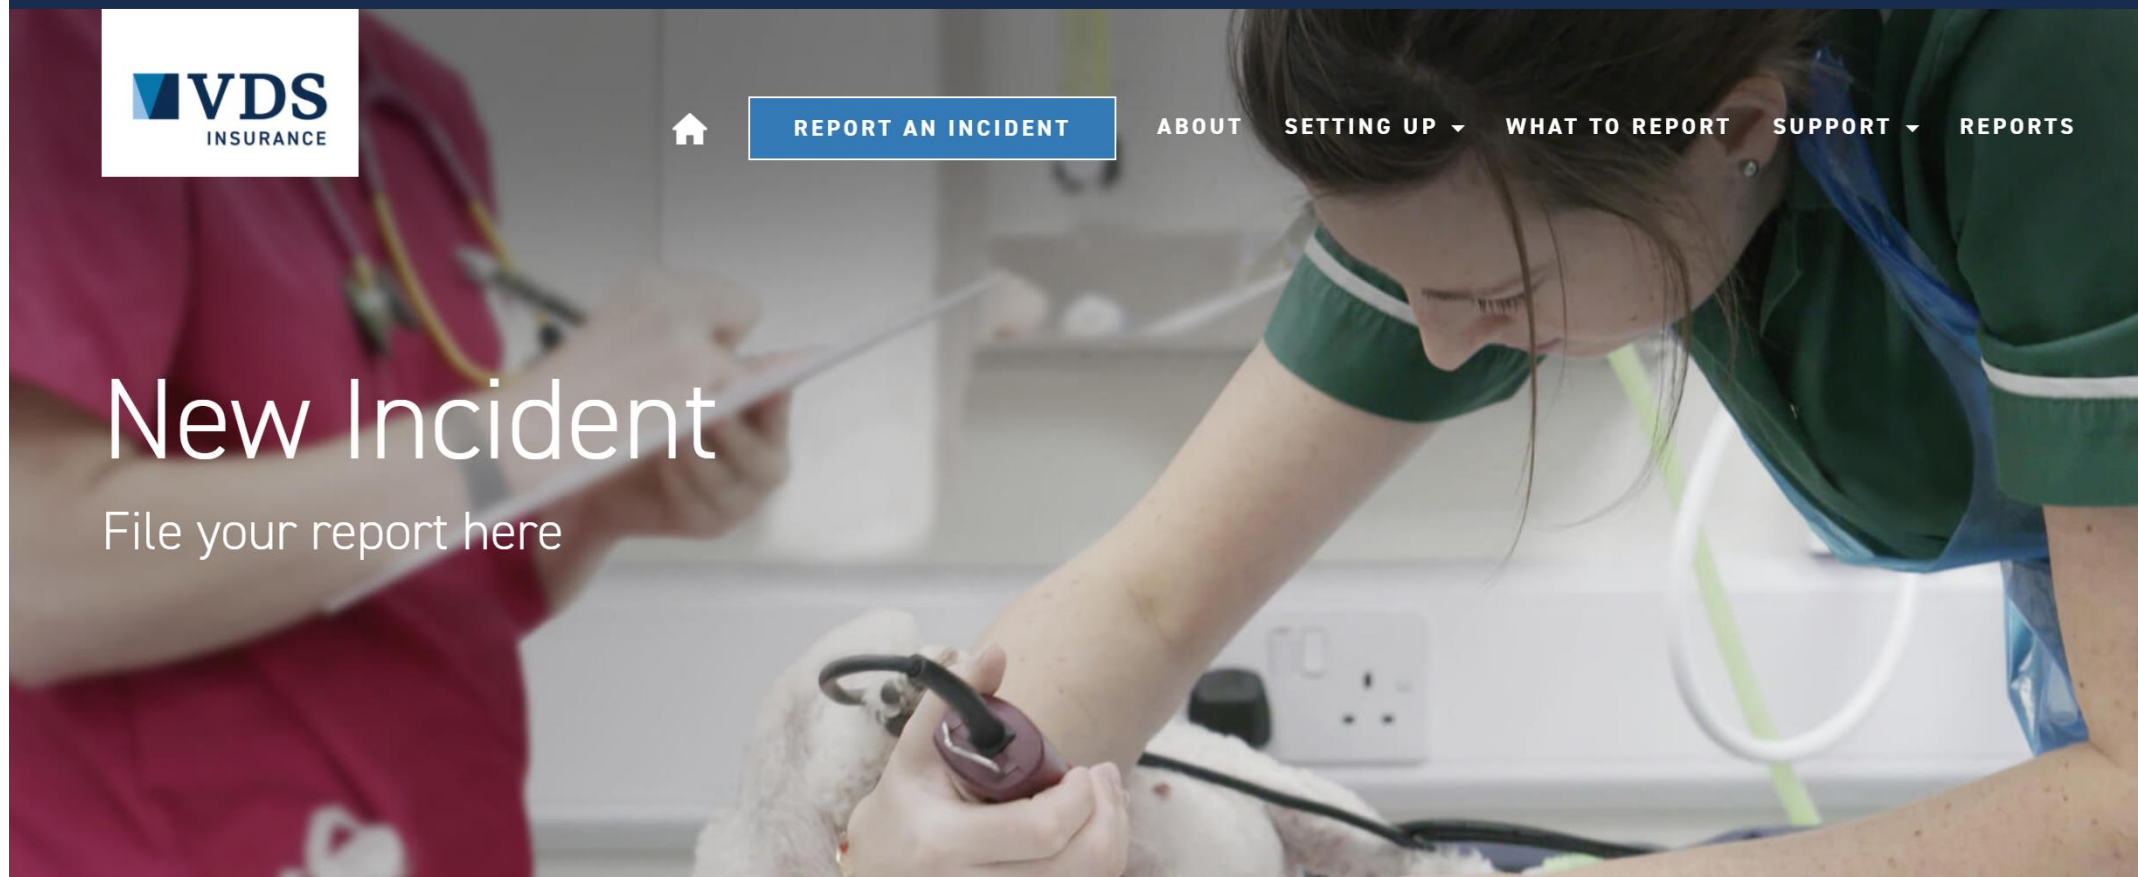 VDS
INSURANCE
REPORT AN INCIDENT
ABOUT
SETTING UP
WHAT TO REPORT
SUPPORT
REPORTS
New Incident
File your report here